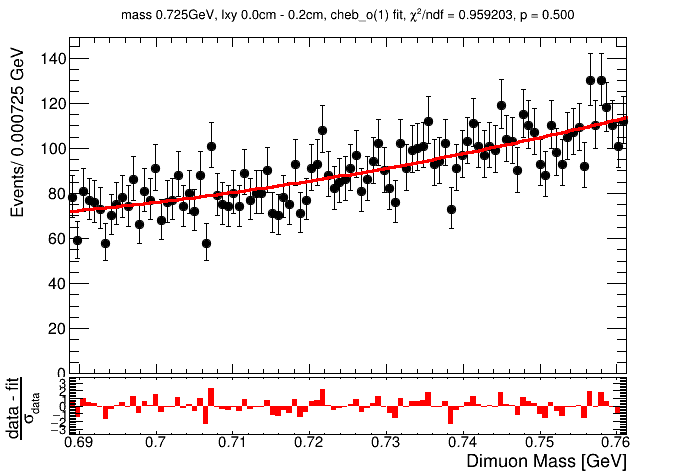 mass 0.725GeV, lxy 0.0cm - 0.2cm, cheb_o(1) fit, χ²/ndf = 0.959203, p = 0.500
Events/ 0.000725 GeV
140
120
100
80
60
40
20
0
data - fit
σdata
3
2
1
0
−1
−2
−3
0.69 0.7 0.71 0.72 0.73 0.74 0.75 0.76
Dimuon Mass [GeV]